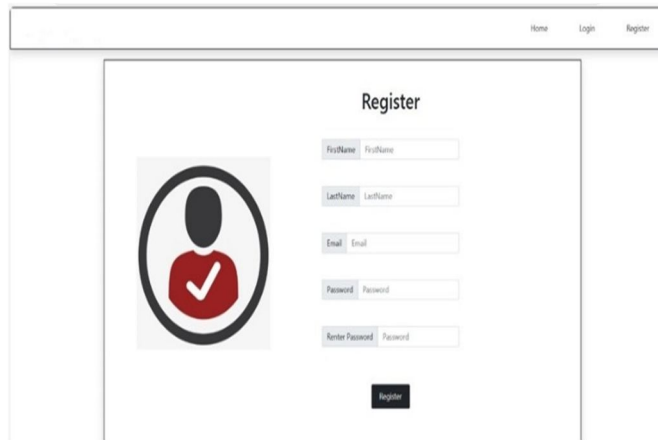 Home Login Register
Register
FirstName FirstName
LastName LastName
Email Email
Password Password
Renter Password Password
Register